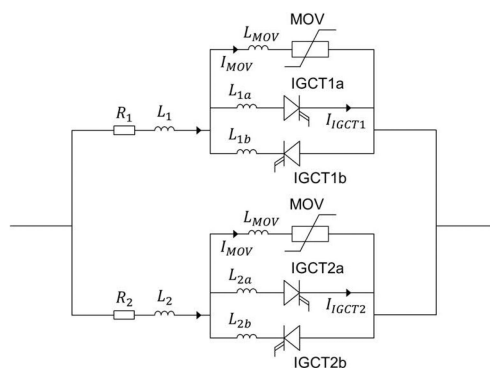 MOV
L_MOV
I_MOV
IGCT1a
L_1a
R_1 L_1
I_IGCT1
L_1b
IGCT1b
MOV
L_MOV
I_MOV
IGCT2a
L_2a
R_2 L_2
I_IGCT2
L_2b
IGCT2b